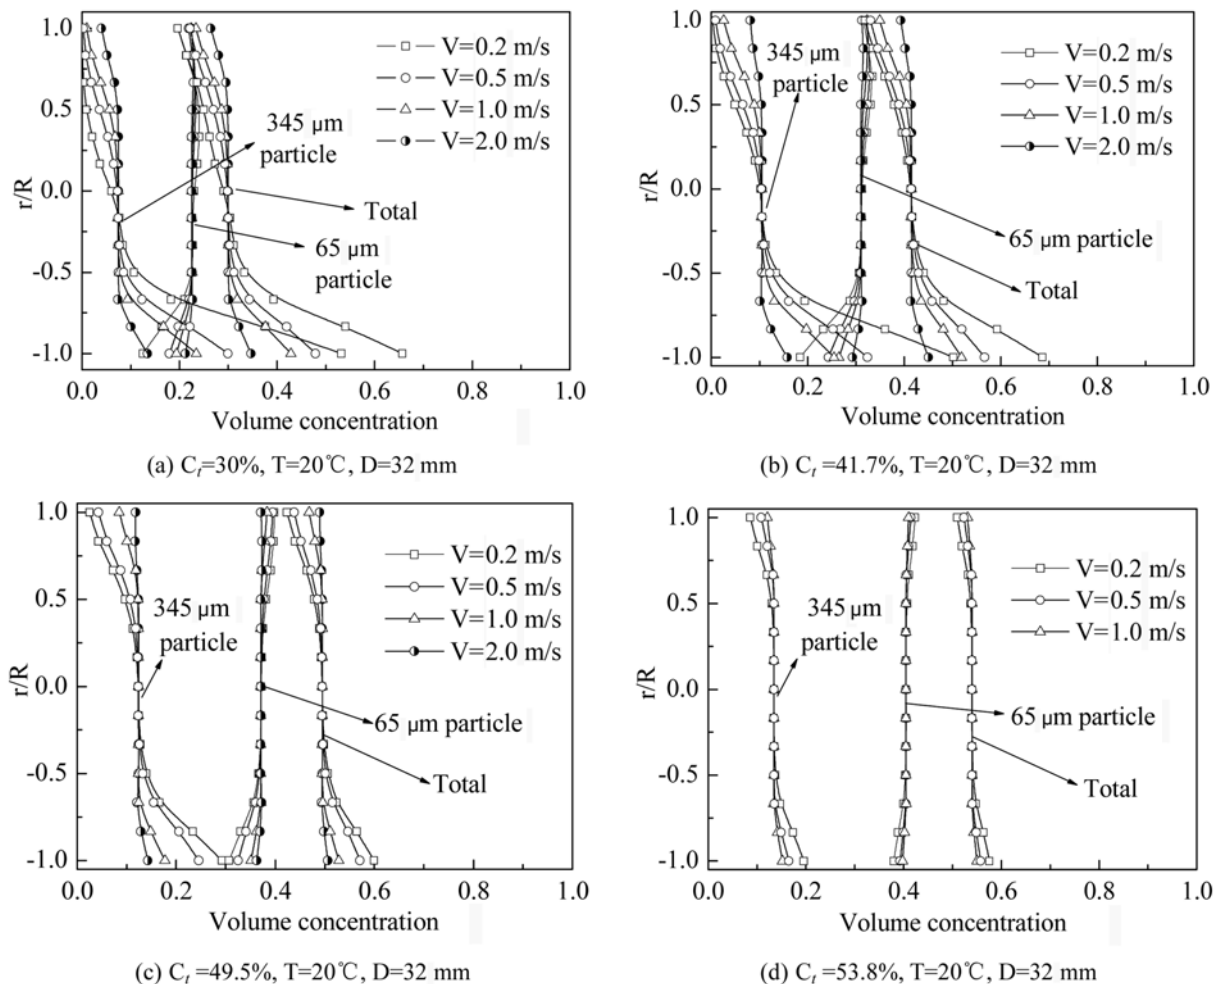 1.0
0.5
0.0
-0.5
-1.0
r/R
V=0.2 m/s
V=0.5 m/s
V=1.0 m/s
V=2.0 m/s
345 μm
particle
Total
65 μm
particle
0.0 0.2 0.4 0.6 0.8 1.0
Volume concentration
(a) Ct=30%, T=20℃, D=32 mm
1.0
0.5
0.0
-0.5
-1.0
r/R
345 μm
particle
V=0.2 m/s
V=0.5 m/s
V=1.0 m/s
V=2.0 m/s
65 μm particle
Total
0.0 0.2 0.4 0.6 0.8 1.0
Volume concentration
(b) Ct =41.7%, T=20℃, D=32 mm
1.0
0.5
0.0
-0.5
-1.0
r/R
V=0.2 m/s
V=0.5 m/s
V=1.0 m/s
V=2.0 m/s
345 μm
particle
65 μm particle
Total
0.0 0.2 0.4 0.6 0.8 1.0
Volume concentration
(c) Ct =49.5%, T=20℃, D=32 mm
1.0
0.5
0.0
-0.5
-1.0
r/R
V=0.2 m/s
V=0.5 m/s
V=1.0 m/s
345 μm
particle
65 μm particle
Total
0.0 0.2 0.4 0.6 0.8 1.0
Volume concentration
(d) Ct =53.8%, T=20℃, D=32 mm